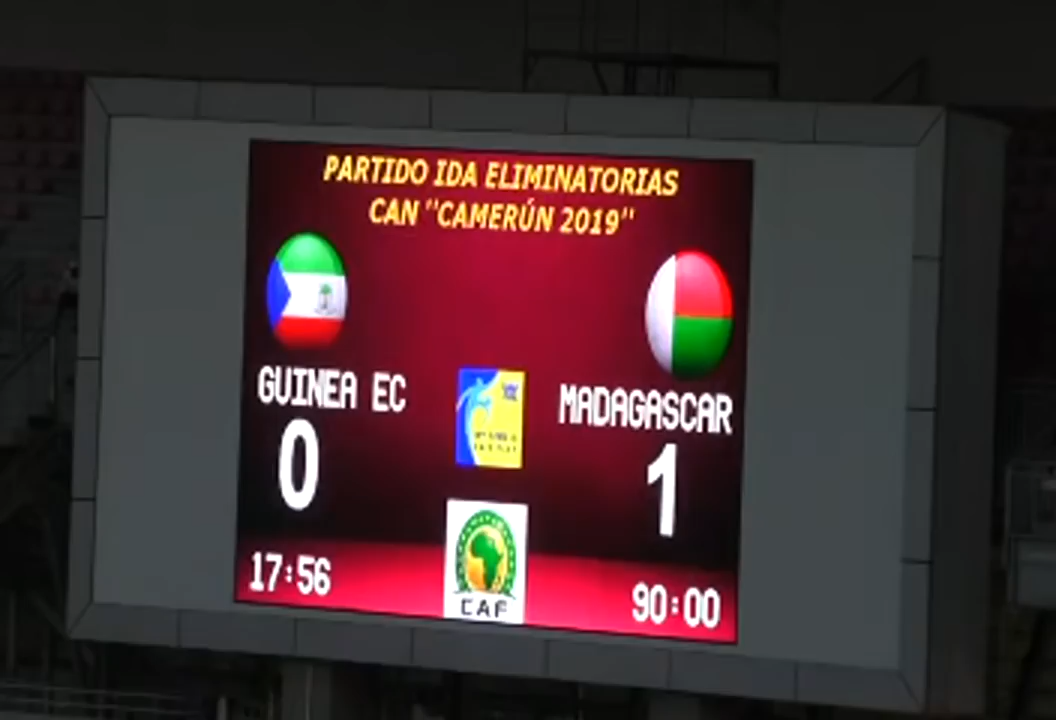 PARTIDO IDA ELIMINATORIAS
CAN "CAMERÚN 2019"
GUINEA EC
MADAGASCAR
0
1
17:56
CAF
90:00